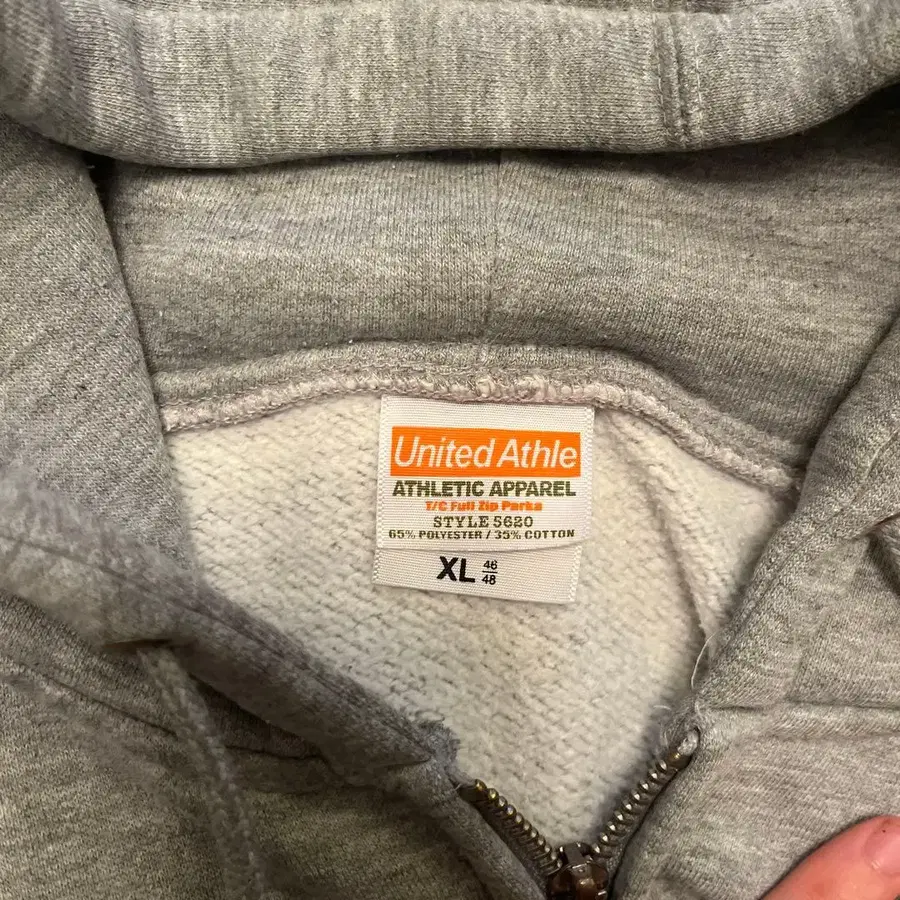 United Athle
ATHLETIC APPAREL
T/C Full Zip Parka
STYLE 5620
65% POLYESTER / 35% COTTON
XL 46/48